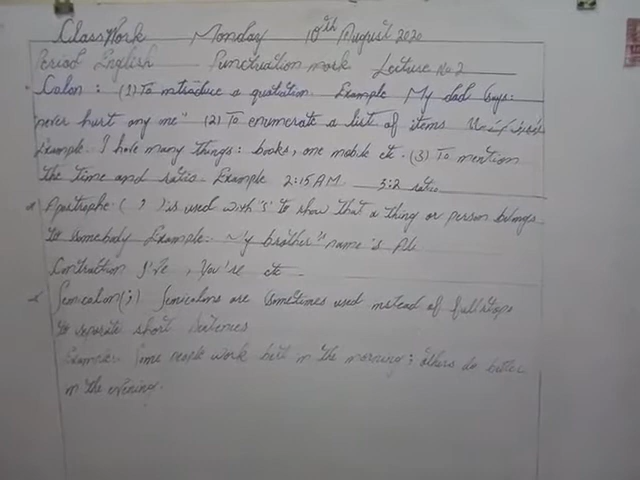 ClassWork Monday 10th August 2020
Period English Punctuation mark Lecture No.2
Colon : (1) To introduce a quotation. Example My dad says:
never hurt any one" (2) To enumerate a list of items
Example. I have many things: books, one mobile etc. (3) To mention
the time and ratio. Example 2:15 AM 3:2 ratio
Apostrophe ( ' ) is used with 's' to show that a thing or person belongs
to somebody Example: My brother's name's
Contraction I've, You're etc
Semicolon(;) Semicolons are sometimes used instead of full stops
to separate short sentences
Example: Some people work best in the morning; others do better
in the evening.